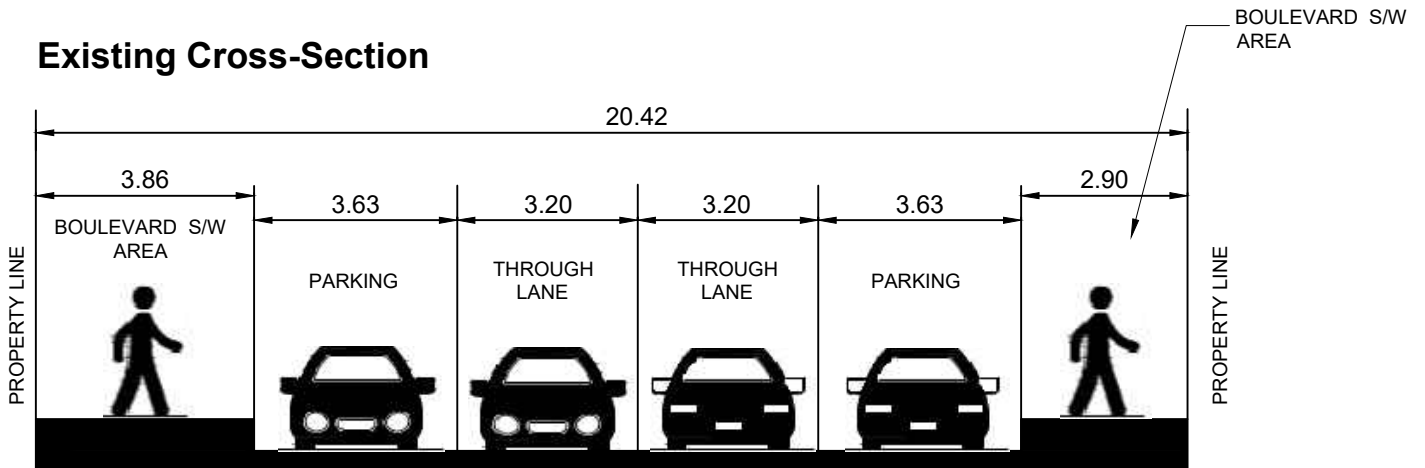 BOULEVARD S/W
AREA
Existing Cross-Section
20.42
3.86
2.90
3.63
3.20
3.20
3.63
BOULEVARD S/W
AREA
PARKING
THROUGH
LANE
THROUGH
LANE
PARKING
PROPERTY LINE
PROPERTY LINE